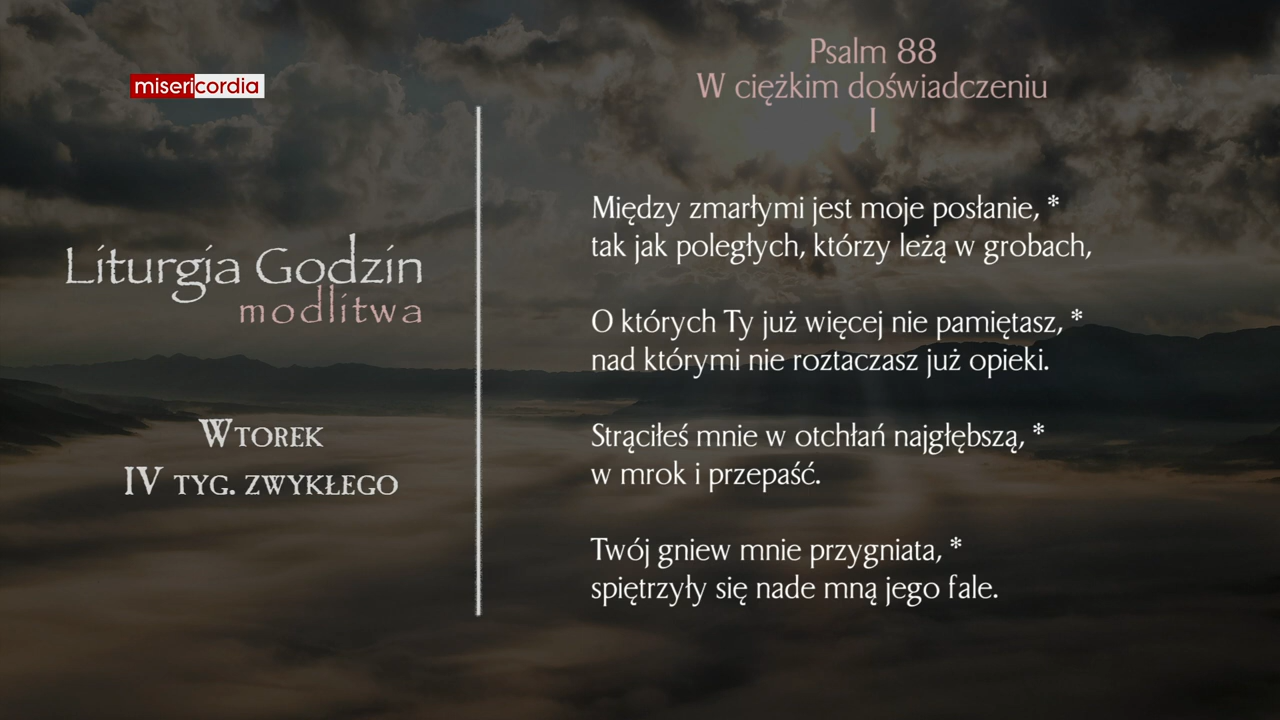 misericordia
Liturgia Godzin
modlitwa
Wtorek
IV tyg. zwykłego
Psalm 88
W ciężkim doświadczeniu
I
Między zmarłymi jest moje posłanie, *
tak jak poległych, którzy leżą w grobach,
O których Ty już więcej nie pamiętasz, *
nad którymi nie roztaczasz już opieki.
Strąciłeś mnie w otchłań najgłębszą, *
w mrok i przepaść.
Twój gniew mnie przygniata, *
spiętrzyły się nade mną jego fale.